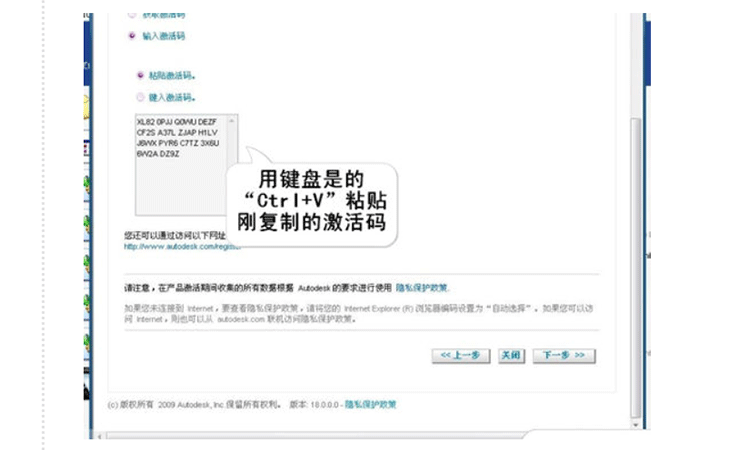 获取激活码
输入激活码
粘贴激活码。
键入激活码。
XL82 0PJJ Q0WU DEZF
CF2S A37L ZJAP H1LV
J8WX PYR6 C7TZ 3X6U
6W2A DZ9Z
用键盘是的
“Ctrl+V”粘贴
刚复制的激活码
您还可以通过访问以下网址
http://www.autodesk.com/regist
请注意，在产品激活期间收集的所有数据根据 Autodesk 的要求进行使用 隐私保护政策.
如果您未连接到 Internet，要查看隐私保护政策，请将您的 Internet Explorer (R) 浏览器编码设置为“自动选择”。如果您可以访
问 Internet，则也可以从 autodesk.com 联机访问隐私保护政策。
<<上一步 关闭 下一步 >>
(c) 版权所有 2009 Autodesk, Inc 保留所有权利。 版本: 18.0.0.0 - 隐私保护政策